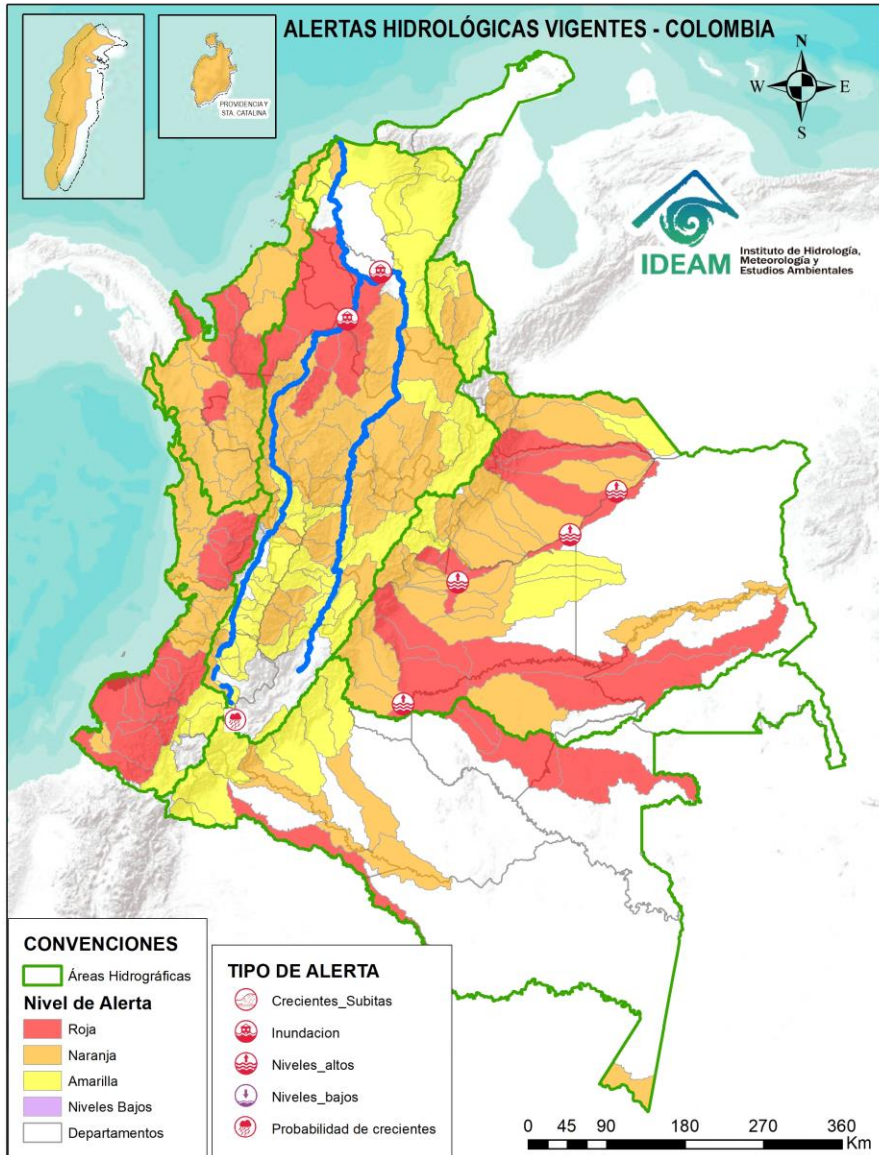 ALERTAS HIDROLÓGICAS VIGENTES - COLOMBIA
PROVIDENCIA Y
STA. CATALINA
N
W
E
S
IDEAM
Instituto de Hidrología,
Meteorología y
Estudios Ambientales
CONVENCIONES
Áreas Hidrográficas
Nivel de Alerta
Roja
Naranja
Amarilla
Niveles Bajos
Departamentos
TIPO DE ALERTA
Crecientes_Subitas
Inundacion
Niveles_altos
Niveles_bajos
Probabilidad de crecientes
0 45 90 180 270 360
Km